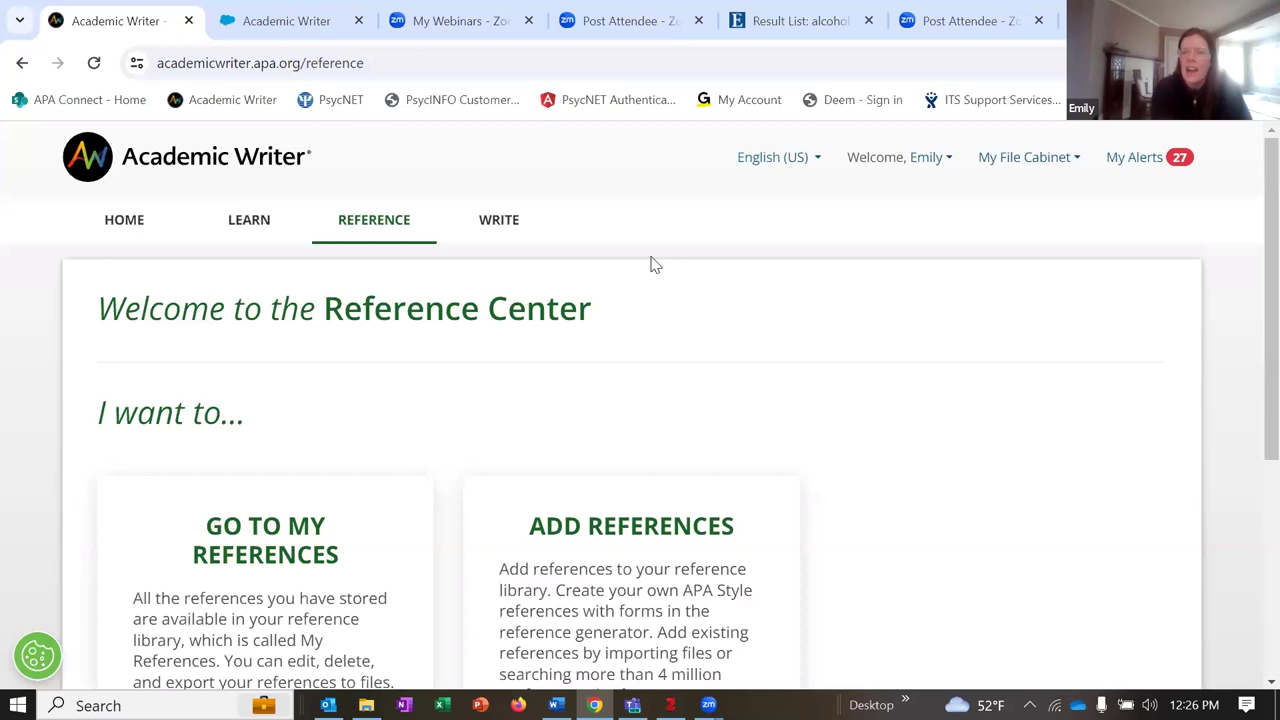 Academic Writer -
Academic Writer
My Webinars - Zoo
Post Attendee - Ze
Result List: alcohol
Post Attendee - Zo
academicwriter.apa.org/reference
APA Connect - Home
Academic Writer
PsycNET
PsycINFO Customer...
PsycNET Authentica...
My Account
Deem - Sign in
ITS Support Services...
Emily
Academic Writer
English (US)
Welcome, Emily
My File Cabinet
My Alerts 27
HOME
LEARN
REFERENCE
WRITE
Welcome to the Reference Center
I want to...
GO TO MY
REFERENCES
All the references you have stored
are available in your reference
library, which is called My
References. You can edit, delete,
and export your references to files.
ADD REFERENCES
Add references to your reference
library. Create your own APA Style
references with forms in the
reference generator. Add existing
references by importing files or
searching more than 4 million
Search
Desktop
52°F
12:26 PM